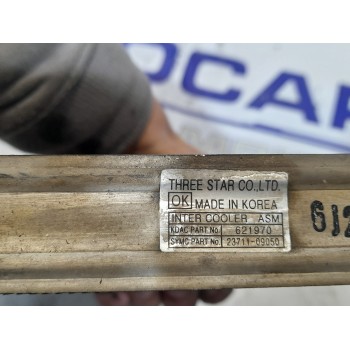 OCAR
THREE STAR CO.,LTD.
OK MADE IN KOREA
INTER COOLER ASM
KDAC PART No. 621970
SYMC PART No. 23711-09050
6J2